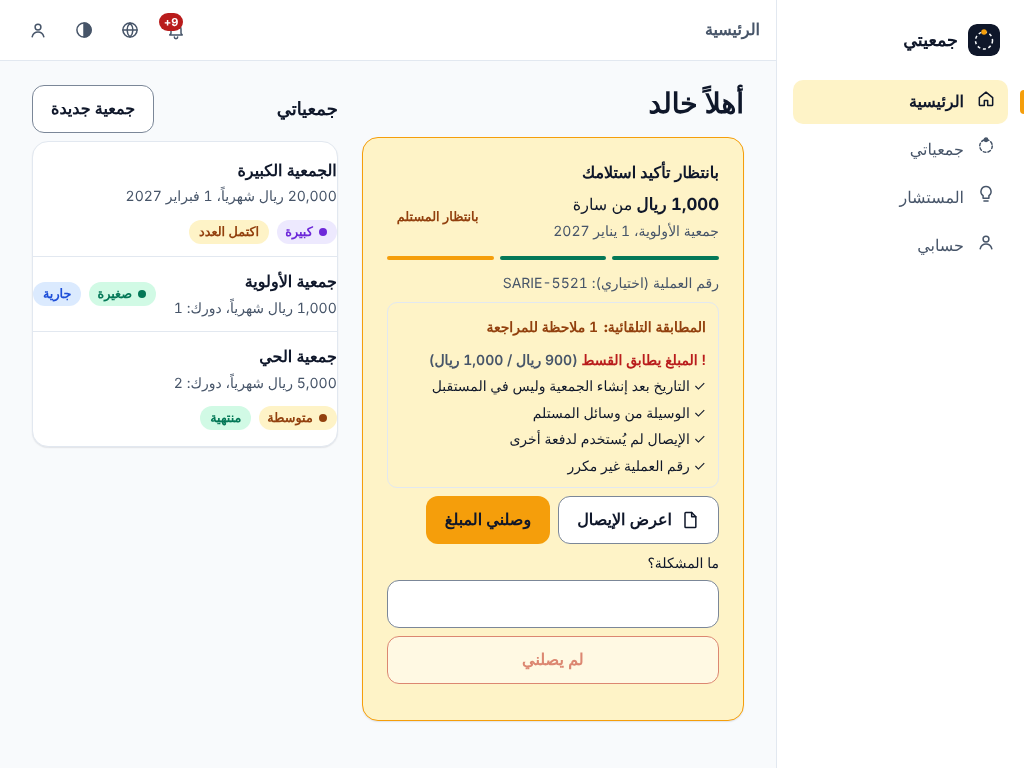 جمعيتي
الرئيسية
جمعياتي
المستشار
حسابي
الرئيسية
9+
أهلاً خالد
بانتظار تأكيد استلامك
1,000 ريال من سارة
جمعية الأولوية، 1 يناير 2027
بانتظار المستلم
رقم العملية (اختياري): SARIE-5521
المطابقة التلقائية: 1 ملاحظة للمراجعة
! المبلغ يطابق القسط (900 ريال / 1,000 ريال)
✓ التاريخ بعد إنشاء الجمعية وليس في المستقبل
✓ الوسيلة من وسائل المستلم
✓ الإيصال لم يُستخدم لدفعة أخرى
✓ رقم العملية غير مكرر
اعرض الإيصال
وصلني المبلغ
ما المشكلة؟
لم يصلني
جمعياتي
جمعية جديدة
الجمعية الكبيرة
20,000 ريال شهرياً، 1 فبراير 2027
كبيرة
اكتمل العدد
جمعية الأولوية
1,000 ريال شهرياً، دورك: 1
صغيرة
جارية
جمعية الحي
5,000 ريال شهرياً، دورك: 2
متوسطة
منتهية